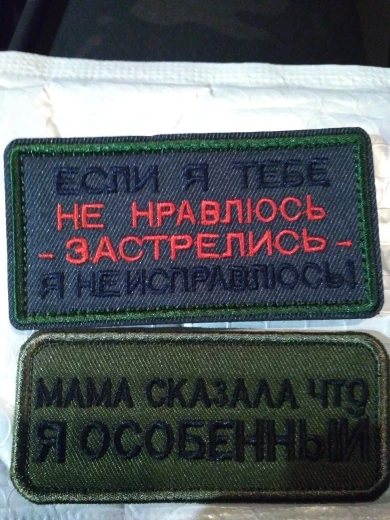 ЕСЛИ Я ТЕБЕ
НЕ НРАВЛЮСЬ
- ЗАСТРЕЛИСЬ -
Я НЕ ИСПРАВЛЮСЬ!
МАМА СКАЗАЛА ЧТО
Я ОСОБЕННЫЙ